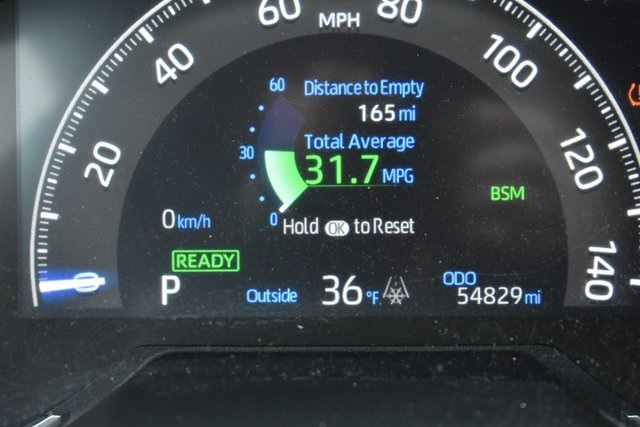 60 MPH 80
40 100
20 120
0 140
60 Distance to Empty
165 mi
Total Average
30 31.7 MPG
BSM
0 Hold OK to Reset
0 km/h
READY
P Outside 36 °F
ODO
54829 mi